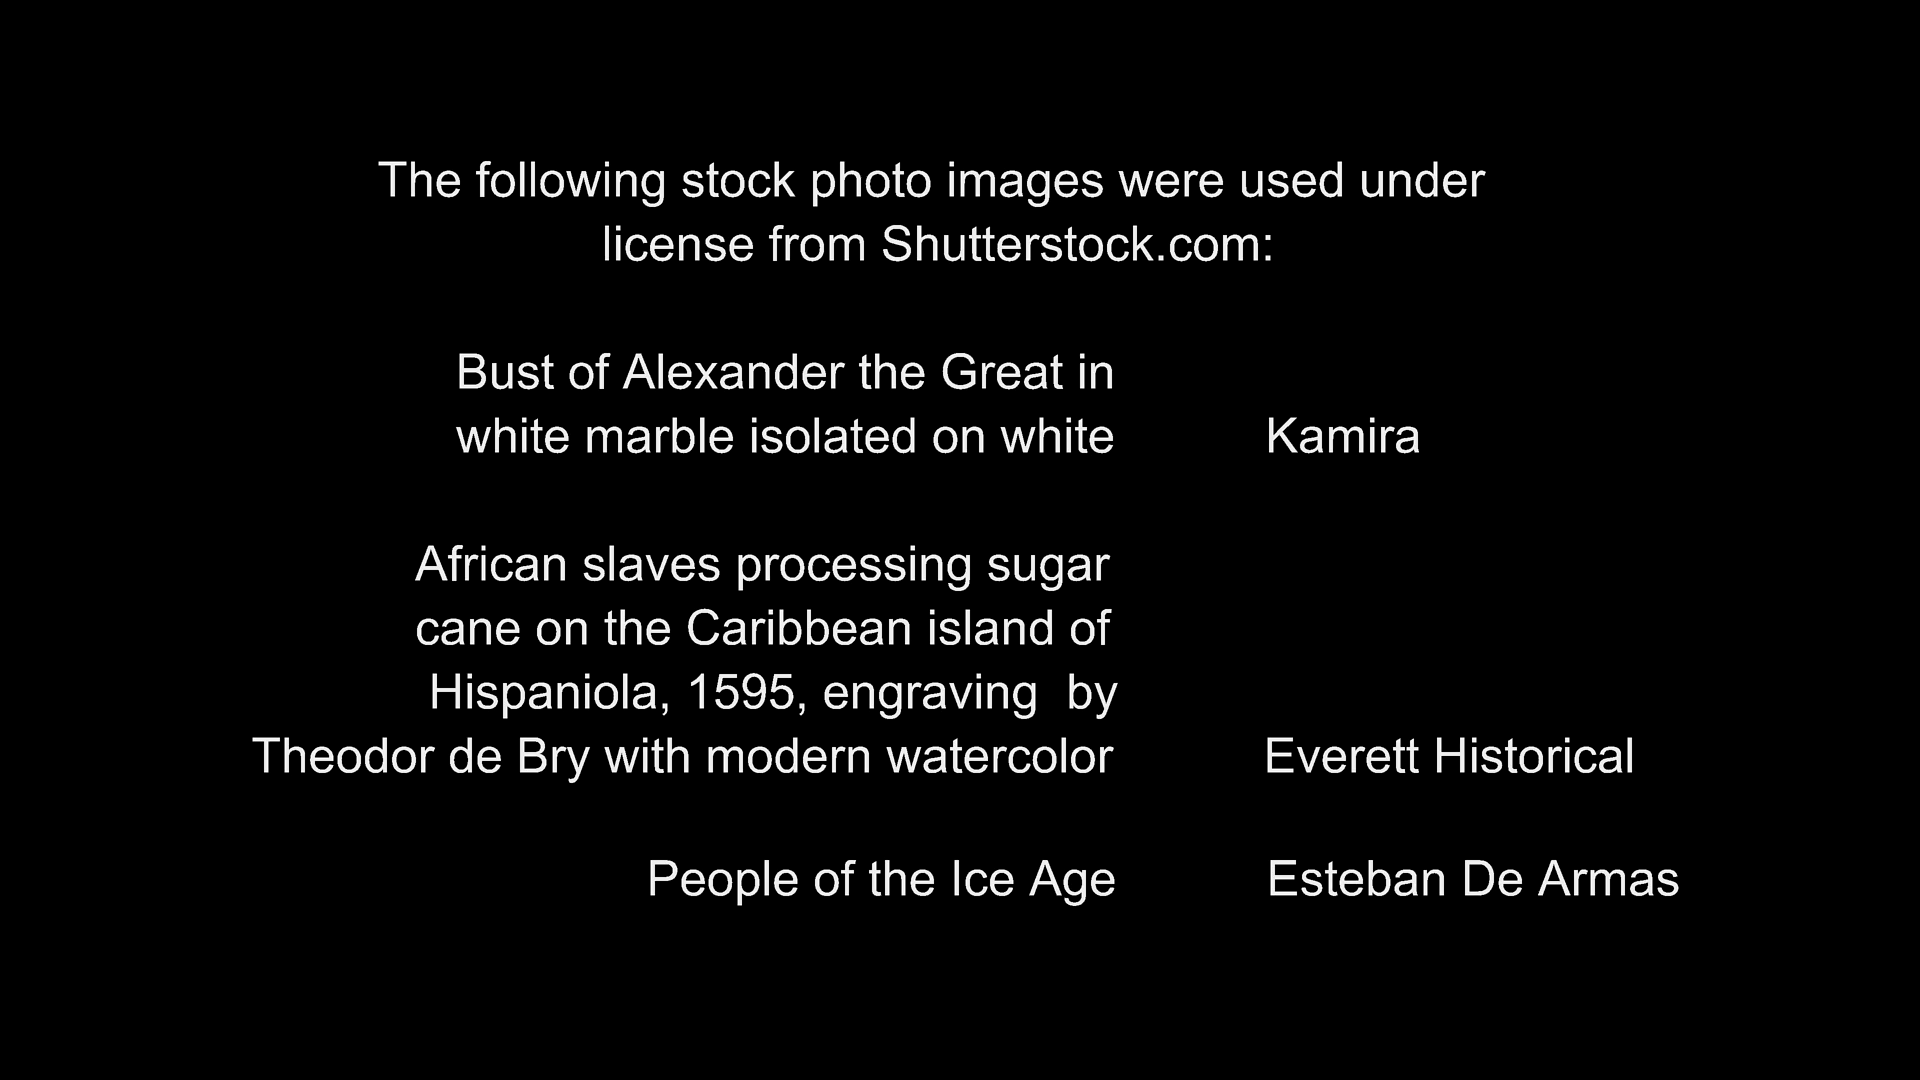 The following stock photo images were used under
license from Shutterstock.com:
Bust of Alexander the Great in
white marble isolated on white Kamira
African slaves processing sugar
cane on the Caribbean island of
Hispaniola, 1595, engraving  by
Theodor de Bry with modern watercolor Everett Historical
People of the Ice Age Esteban De Armas